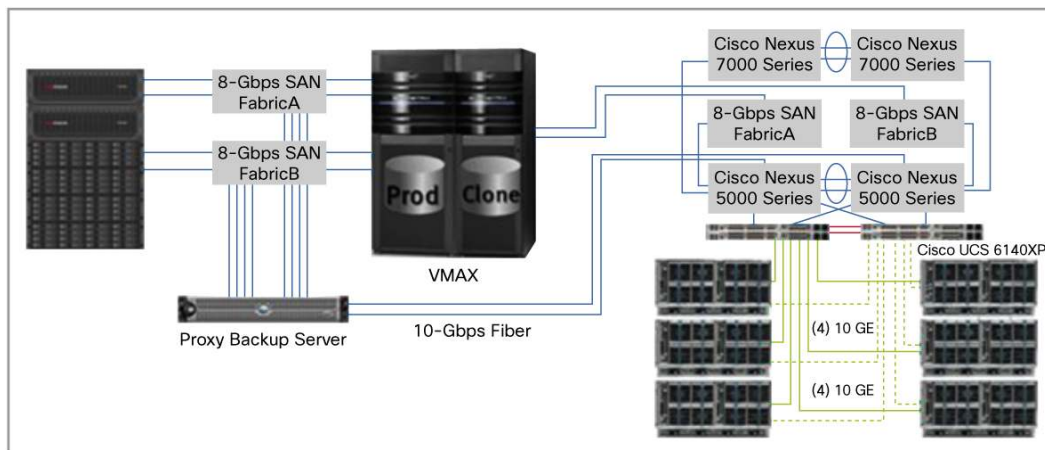 8-Gbps SAN
FabricA
8-Gbps SAN
FabricB
Prod
Clone
VMAX
Proxy Backup Server
10-Gbps Fiber
Cisco Nexus
7000 Series
Cisco Nexus
7000 Series
8-Gbps SAN
FabricA
8-Gbps SAN
FabricB
Cisco Nexus
5000 Series
Cisco Nexus
5000 Series
Cisco UCS 6140XP
(4) 10 GE
(4) 10 GE